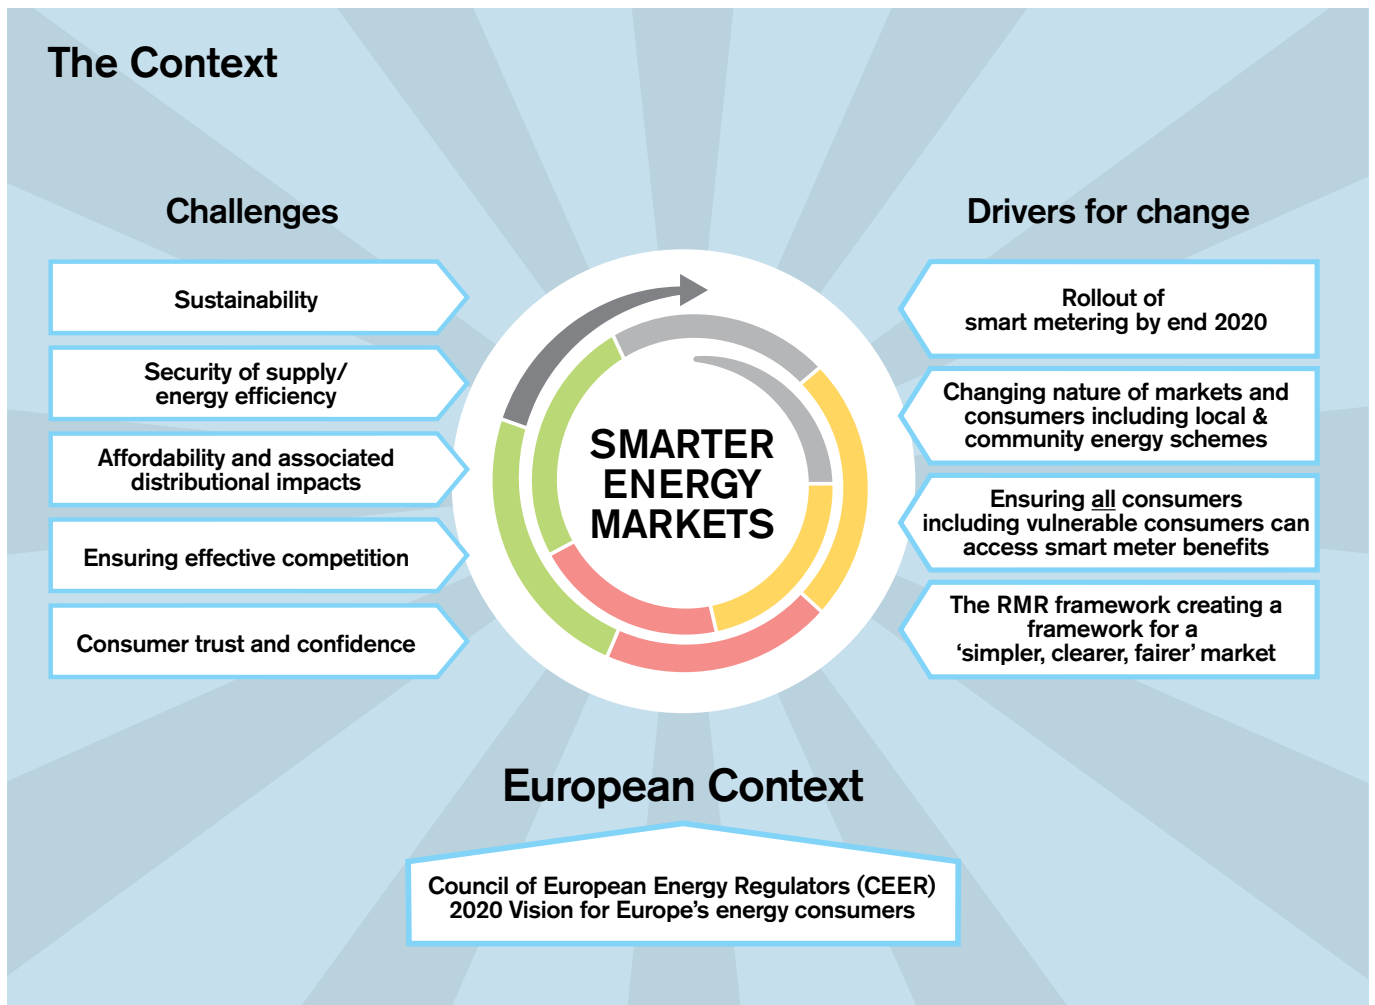 The Context
Challenges
Sustainability
Security of supply/
energy efficiency
Affordability and associated
distributional impacts
Ensuring effective competition
Consumer trust and confidence
SMARTER
ENERGY
MARKETS
Drivers for change
Rollout of
smart metering by end 2020
Changing nature of markets and
consumers including local &
community energy schemes
Ensuring all consumers
including vulnerable consumers can
access smart meter benefits
The RMR framework creating a
framework for a
‘simpler, clearer, fairer’ market
European Context
Council of European Energy Regulators (CEER)
2020 Vision for Europe’s energy consumers